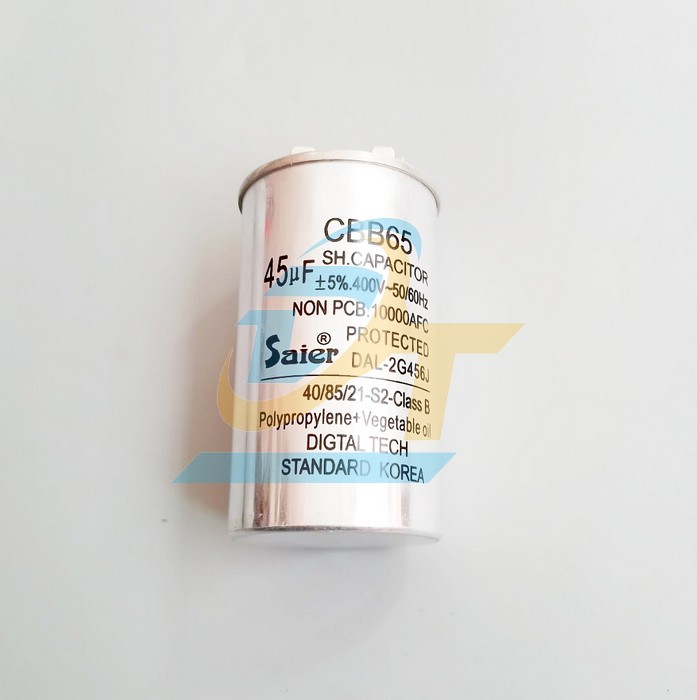 CBB65
SH.CAPACITOR
45μF ±5%.400V~50/60Hz
NON PCB:10000AFC
PROTECTED
Saier® DAL-2G456J
40/85/21-S2-Class B
Polypropylene+Vegetable oil
DIGTAL TECH
STANDARD KOREA